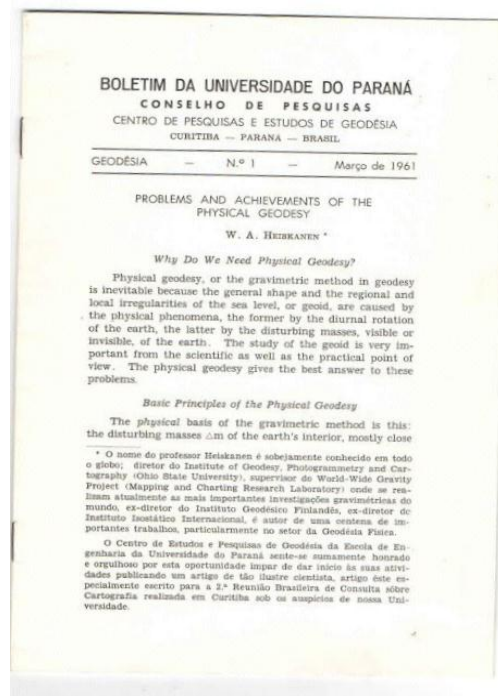 BOLETIM DA UNIVERSIDADE DO PARANÁ
CONSELHO DE PESQUISAS
CENTRO DE PESQUISAS E ESTUDOS DE GEODÉSIA
CURITIBA — PARANA — BRASIL
GEODÉSIA — N.º 1 — Março de 1961
PROBLEMS AND ACHIEVEMENTS OF THE
PHYSICAL GEODESY
W. A. HEISKANEN *
Why Do We Need Physical Geodesy?
Physical geodesy, or the gravimetric method in geodesy
is inevitable because the general shape and the regional and
local irregularities of the sea level, or geoid, are caused by
the physical phenomena, the former by the diurnal rotation
of the earth, the latter by the disturbing masses, visible or
invisible, of the earth. The study of the geoid is very im-
portant from the scientific as well as the practical point of
view. The physical geodesy gives the best answer to these
problems.
Basic Principles of the Physical Geodesy
The physical basis of the gravimetric method is this:
the disturbing masses △m of the earth's interior, mostly close
* O nome do professor Heiskanen é sobejamente conhecido em todo
o globo; diretor do Institute of Geodesy, Photogrammetry and Car-
tography (Ohio State University), supervisor do World-Wide Gravity
Project (Mapping and Charting Research Laboratory) onde se rea-
lizam atualmente as mais importantes investigações gravimétricas do
mundo, ex-diretor do Instituto Geodésico Finlandês, ex-diretor do
Instituto Isostático Internacional, é autor de uma centena de im-
portantes trabalhos, particularmente no setor da Geodésia Física.
O Centro de Estudos e Pesquisas de Geodésia da Escola de En-
genharia da Universidade do Paraná sente-se sumamente honrado
e orgulhoso por esta oportunidade impar de dar início às suas ativi-
dades publicando um artigo de tão ilustre cientista, artigo êste es-
pecialmente escrito para a 2.ª Reunião Brasileira de Consulta sôbre
Cartografia realizada em Curitiba sob os auspícios de nossa Uni-
versidade.